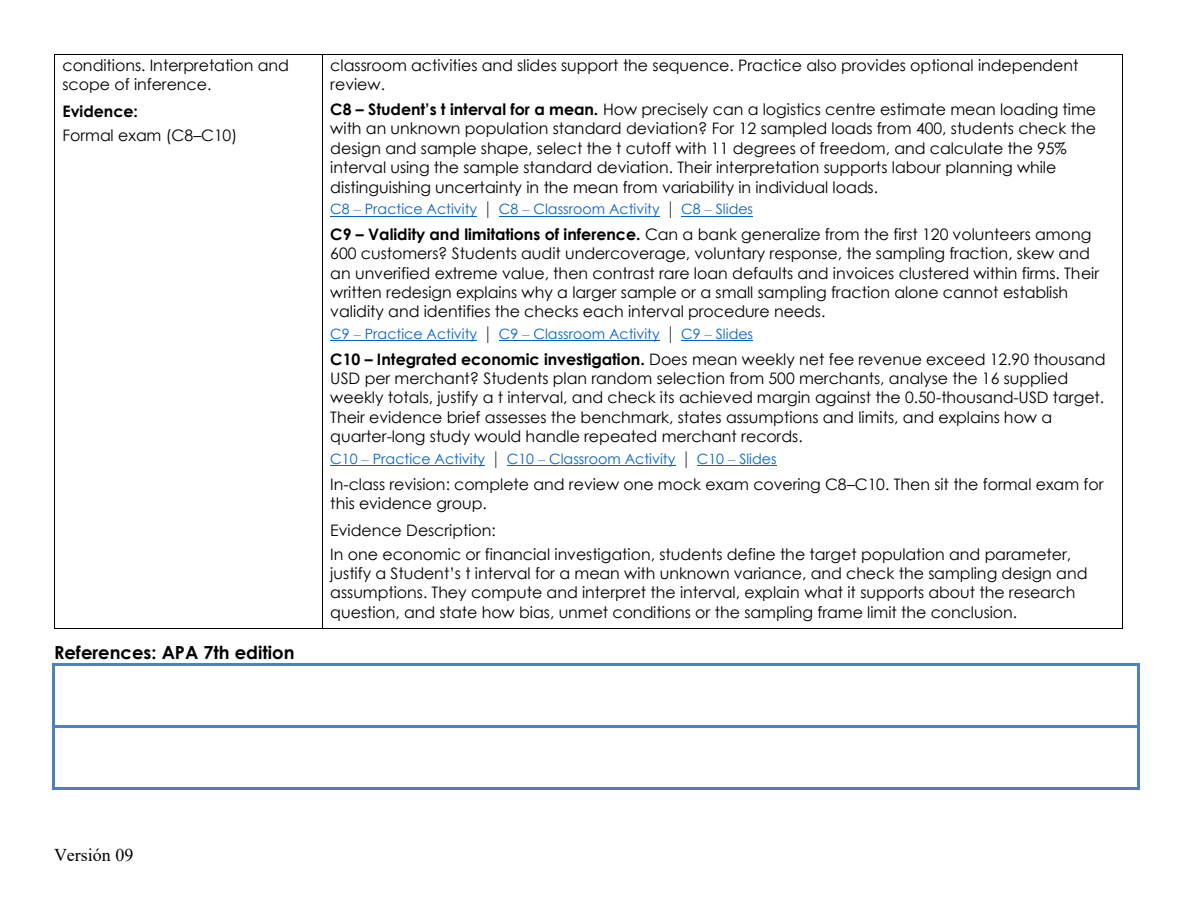 conditions. Interpretation and
scope of inference.
Evidence:
Formal exam (C8–C10)
classroom activities and slides support the sequence. Practice also provides optional independent
review.
C8 – Student’s t interval for a mean. How precisely can a logistics centre estimate mean loading time
with an unknown population standard deviation? For 12 sampled loads from 400, students check the
design and sample shape, select the t cutoff with 11 degrees of freedom, and calculate the 95%
interval using the sample standard deviation. Their interpretation supports labour planning while
distinguishing uncertainty in the mean from variability in individual loads.
C8 – Practice Activity | C8 – Classroom Activity | C8 – Slides
C9 – Validity and limitations of inference. Can a bank generalize from the first 120 volunteers among
600 customers? Students audit undercoverage, voluntary response, the sampling fraction, skew and
an unverified extreme value, then contrast rare loan defaults and invoices clustered within firms. Their
written redesign explains why a larger sample or a small sampling fraction alone cannot establish
validity and identifies the checks each interval procedure needs.
C9 – Practice Activity | C9 – Classroom Activity | C9 – Slides
C10 – Integrated economic investigation. Does mean weekly net fee revenue exceed 12.90 thousand
USD per merchant? Students plan random selection from 500 merchants, analyse the 16 supplied
weekly totals, justify a t interval, and check its achieved margin against the 0.50-thousand-USD target.
Their evidence brief assesses the benchmark, states assumptions and limits, and explains how a
quarter-long study would handle repeated merchant records.
C10 – Practice Activity | C10 – Classroom Activity | C10 – Slides
In-class revision: complete and review one mock exam covering C8–C10. Then sit the formal exam for
this evidence group.
Evidence Description:
In one economic or financial investigation, students define the target population and parameter,
justify a Student’s t interval for a mean with unknown variance, and check the sampling design and
assumptions. They compute and interpret the interval, explain what it supports about the research
question, and state how bias, unmet conditions or the sampling frame limit the conclusion.
References: APA 7th edition
Versión 09